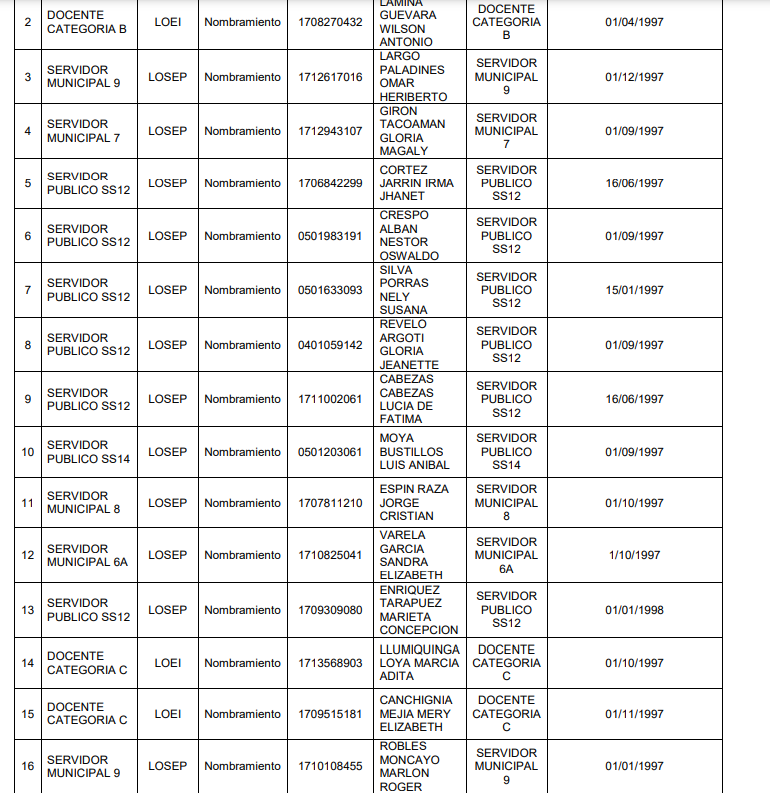 2 DOCENTE CATEGORIA B LOEI Nombramiento 1708270432 LAMINA GUEVARA WILSON ANTONIO DOCENTE CATEGORIA B 01/04/1997
3 SERVIDOR MUNICIPAL 9 LOSEP Nombramiento 1712617016 LARGO PALADINES OMAR HERIBERTO SERVIDOR MUNICIPAL 9 01/12/1997
4 SERVIDOR MUNICIPAL 7 LOSEP Nombramiento 1712943107 GIRON TACOAMAN GLORIA MAGALY SERVIDOR MUNICIPAL 7 01/09/1997
5 SERVIDOR PUBLICO SS12 LOSEP Nombramiento 1706842299 CORTEZ JARRIN IRMA JHANET SERVIDOR PUBLICO SS12 16/06/1997
6 SERVIDOR PUBLICO SS12 LOSEP Nombramiento 0501983191 CRESPO ALBAN NESTOR OSWALDO SERVIDOR PUBLICO SS12 01/09/1997
7 SERVIDOR PUBLICO SS12 LOSEP Nombramiento 0501633093 SILVA PORRAS NELY SUSANA SERVIDOR PUBLICO SS12 15/01/1997
8 SERVIDOR PUBLICO SS12 LOSEP Nombramiento 0401059142 REVELO ARGOTI GLORIA JEANETTE SERVIDOR PUBLICO SS12 01/09/1997
9 SERVIDOR PUBLICO SS12 LOSEP Nombramiento 1711002061 CABEZAS CABEZAS LUCIA DE FATIMA SERVIDOR PUBLICO SS12 16/06/1997
10 SERVIDOR PUBLICO SS14 LOSEP Nombramiento 0501203061 MOYA BUSTILLOS LUIS ANIBAL SERVIDOR PUBLICO SS14 01/09/1997
11 SERVIDOR MUNICIPAL 8 LOSEP Nombramiento 1707811210 ESPIN RAZA JORGE CRISTIAN SERVIDOR MUNICIPAL 8 01/10/1997
12 SERVIDOR MUNICIPAL 6A LOSEP Nombramiento 1710825041 VARELA GARCIA SANDRA ELIZABETH SERVIDOR MUNICIPAL 6A 1/10/1997
13 SERVIDOR PUBLICO SS12 LOSEP Nombramiento 1709309080 ENRIQUEZ TARAPUEZ MARIETA CONCEPCION SERVIDOR PUBLICO SS12 01/01/1998
14 DOCENTE CATEGORIA C LOEI Nombramiento 1713568903 LLUMIQUINGA LOYA MARCIA ADITA DOCENTE CATEGORIA C 01/10/1997
15 DOCENTE CATEGORIA C LOEI Nombramiento 1709515181 CANCHIGNIA MEJIA MERY ELIZABETH DOCENTE CATEGORIA C 01/11/1997
16 SERVIDOR MUNICIPAL 9 LOSEP Nombramiento 1710108455 ROBLES MONCAYO MARLON ROGER SERVIDOR MUNICIPAL 9 01/01/1997